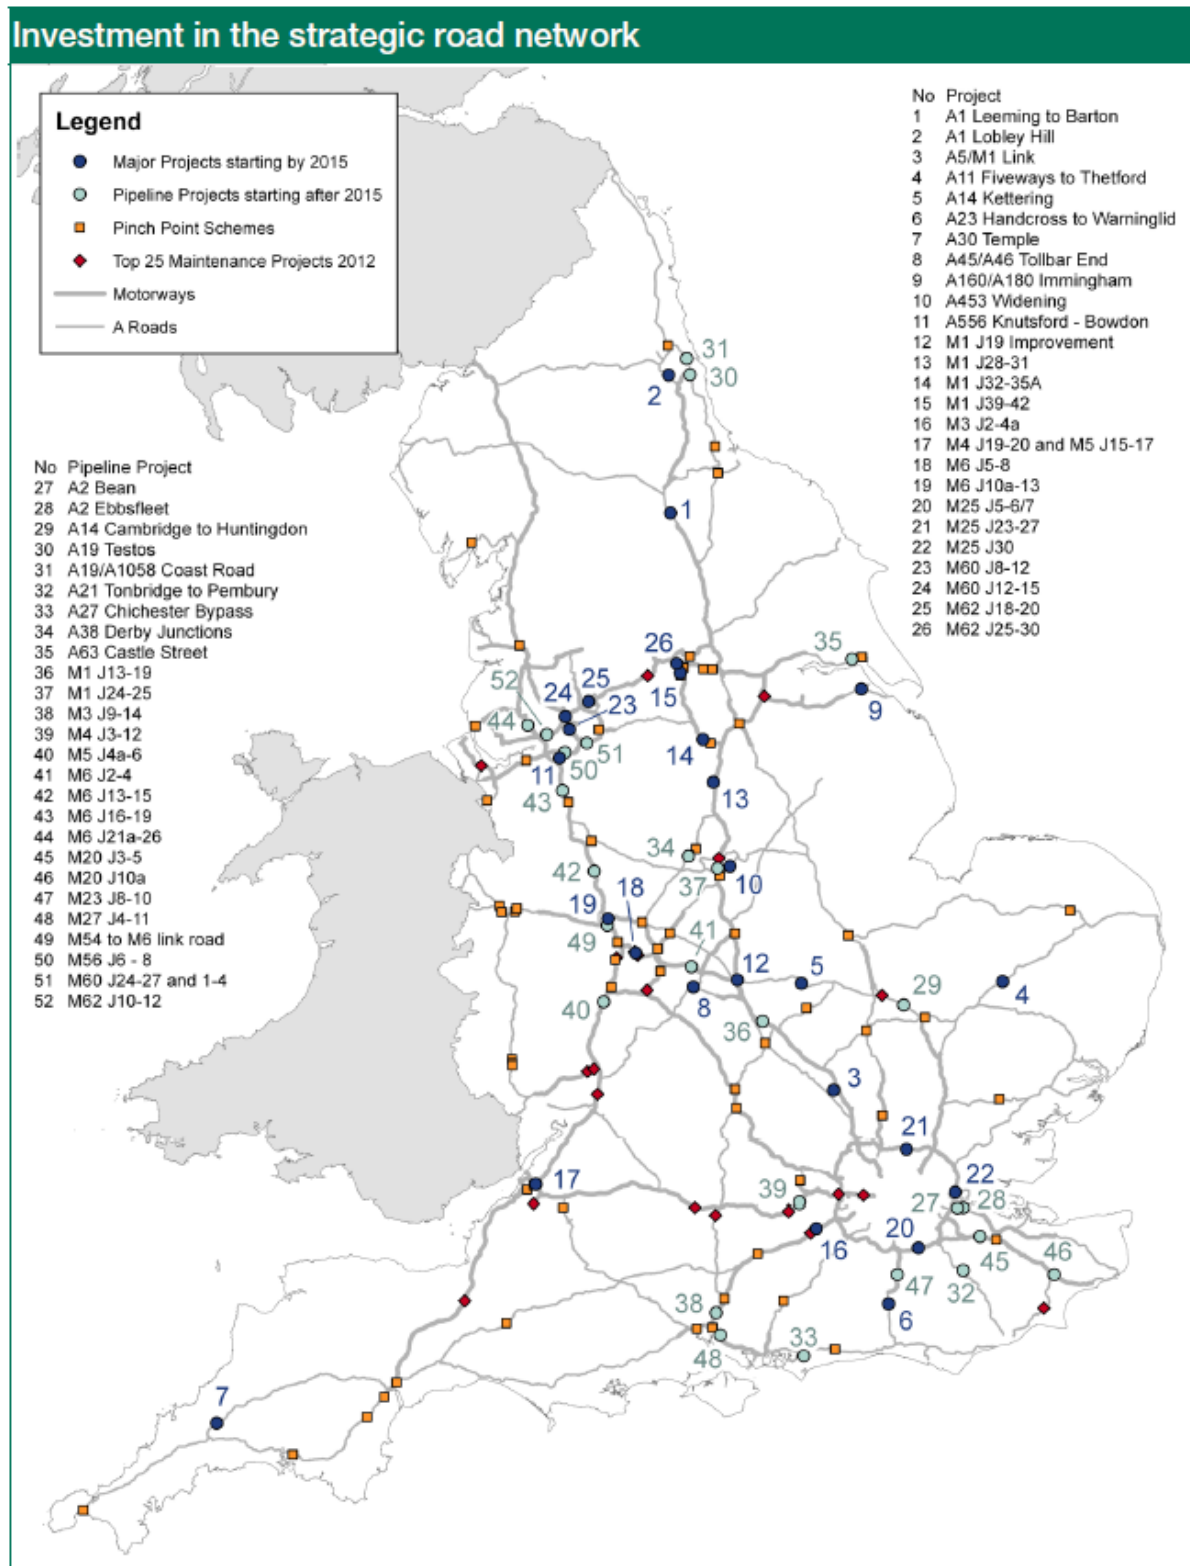 Investment in the strategic road network
Legend
Major Projects starting by 2015
Pipeline Projects starting after 2015
Pinch Point Schemes
Top 25 Maintenance Projects 2012
Motorways
A Roads
No Project
1 A1 Leeming to Barton
2 A1 Lobley Hill
3 A5/M1 Link
4 A11 Fiveways to Thetford
5 A14 Kettering
6 A23 Handcross to Warninglid
7 A30 Temple
8 A45/A46 Tollbar End
9 A160/A180 Immingham
10 A453 Widening
11 A556 Knutsford - Bowdon
12 M1 J19 Improvement
13 M1 J28-31
14 M1 J32-35A
15 M1 J39-42
16 M3 J2-4a
17 M4 J19-20 and M5 J15-17
18 M6 J5-8
19 M6 J10a-13
20 M25 J5-6/7
21 M25 J23-27
22 M25 J30
23 M60 J8-12
24 M60 J12-15
25 M62 J18-20
26 M62 J25-30
No Pipeline Project
27 A2 Bean
28 A2 Ebbsfleet
29 A14 Cambridge to Huntingdon
30 A19 Testos
31 A19/A1058 Coast Road
32 A21 Tonbridge to Pembury
33 A27 Chichester Bypass
34 A38 Derby Junctions
35 A63 Castle Street
36 M1 J13-19
37 M1 J24-25
38 M3 J9-14
39 M4 J3-12
40 M5 J4a-6
41 M6 J2-4
42 M6 J13-15
43 M6 J16-19
44 M6 J21a-26
45 M20 J3-5
46 M20 J10a
47 M23 J8-10
48 M27 J4-11
49 M54 to M6 link road
50 M56 J6 - 8
51 M60 J24-27 and 1-4
52 M62 J10-12
31
30
2
1
35
26
52
25
24
23
15
9
44
51
14
50
11
13
43
34
42
37
10
18
19
41
49
12
5
29
4
40
8
36
3
21
17
39
22
27
28
20
16
45
46
47
32
38
6
33
48
7